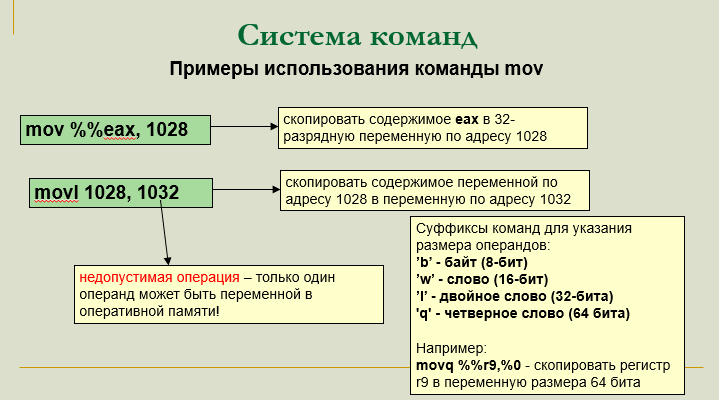 Система команд
Примеры использования команды mov
mov %%eax, 1028
скопировать содержимое eax в 32-
разрядную переменную по адресу 1028
movl 1028, 1032
скопировать содержимое переменной по
адресу 1028 в переменную по адресу 1032
недопустимая операция – только один
операнд может быть переменной в
оперативной памяти!
Суффиксы команд для указания
размера операндов:
’b’ - байт (8-бит)
’w’ - слово (16-бит)
’l’ - двойное слово (32-бита)
'q' - четверное слово (64 бита)
Например:
movq %%r9,%0 - скопировать регистр
r9 в переменную размера 64 бита